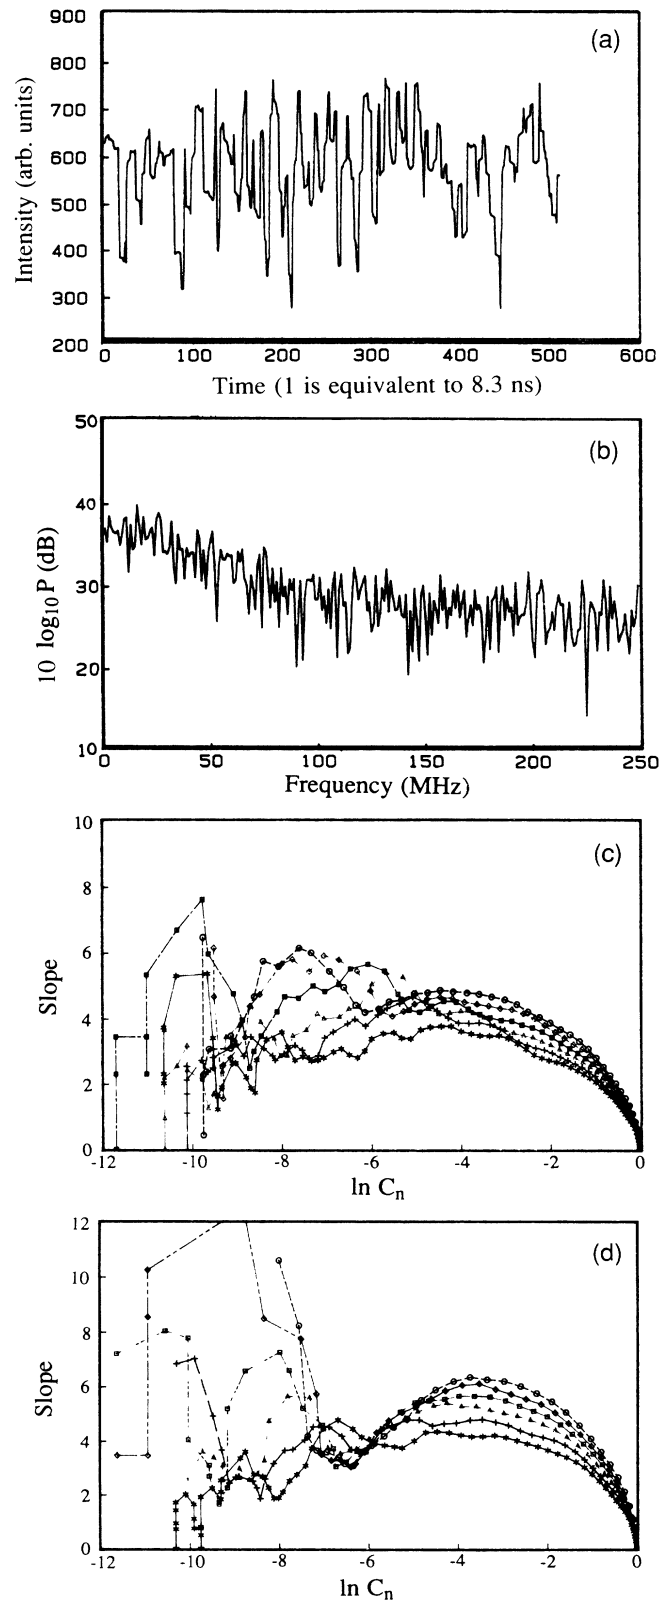 900
800
700
600
500
400
300
200
Intensity (arb. units)
(a)
0 100 200 300 400 500 600
Time (1 is equivalent to 8.3 ns)
50
40
30
20
10
10 log10 P (dB)
(b)
0 50 100 150 200 250
Frequency (MHz)
10
8
6
4
2
0
Slope
(c)
-12 -10 -8 -6 -4 -2 0
ln Cn
12
10
8
6
4
2
0
Slope
(d)
-12 -10 -8 -6 -4 -2 0
ln Cn